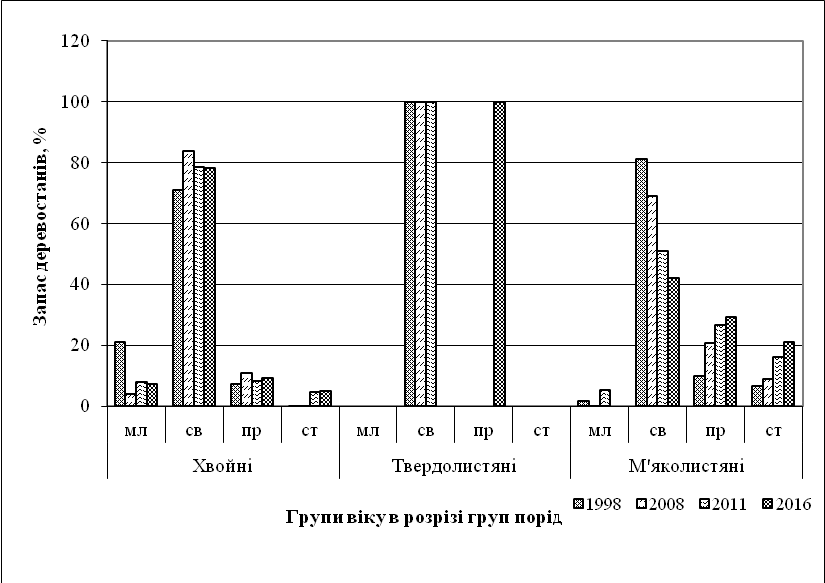 Запас деревостанів, %
120
100
80
60
40
20
0
мл св пр ст мл св пр ст мл св пр ст
Хвойні Твердолистяні М'яколистяні
Групи віку в розрізі груп порід
1998 2008 2011 2016